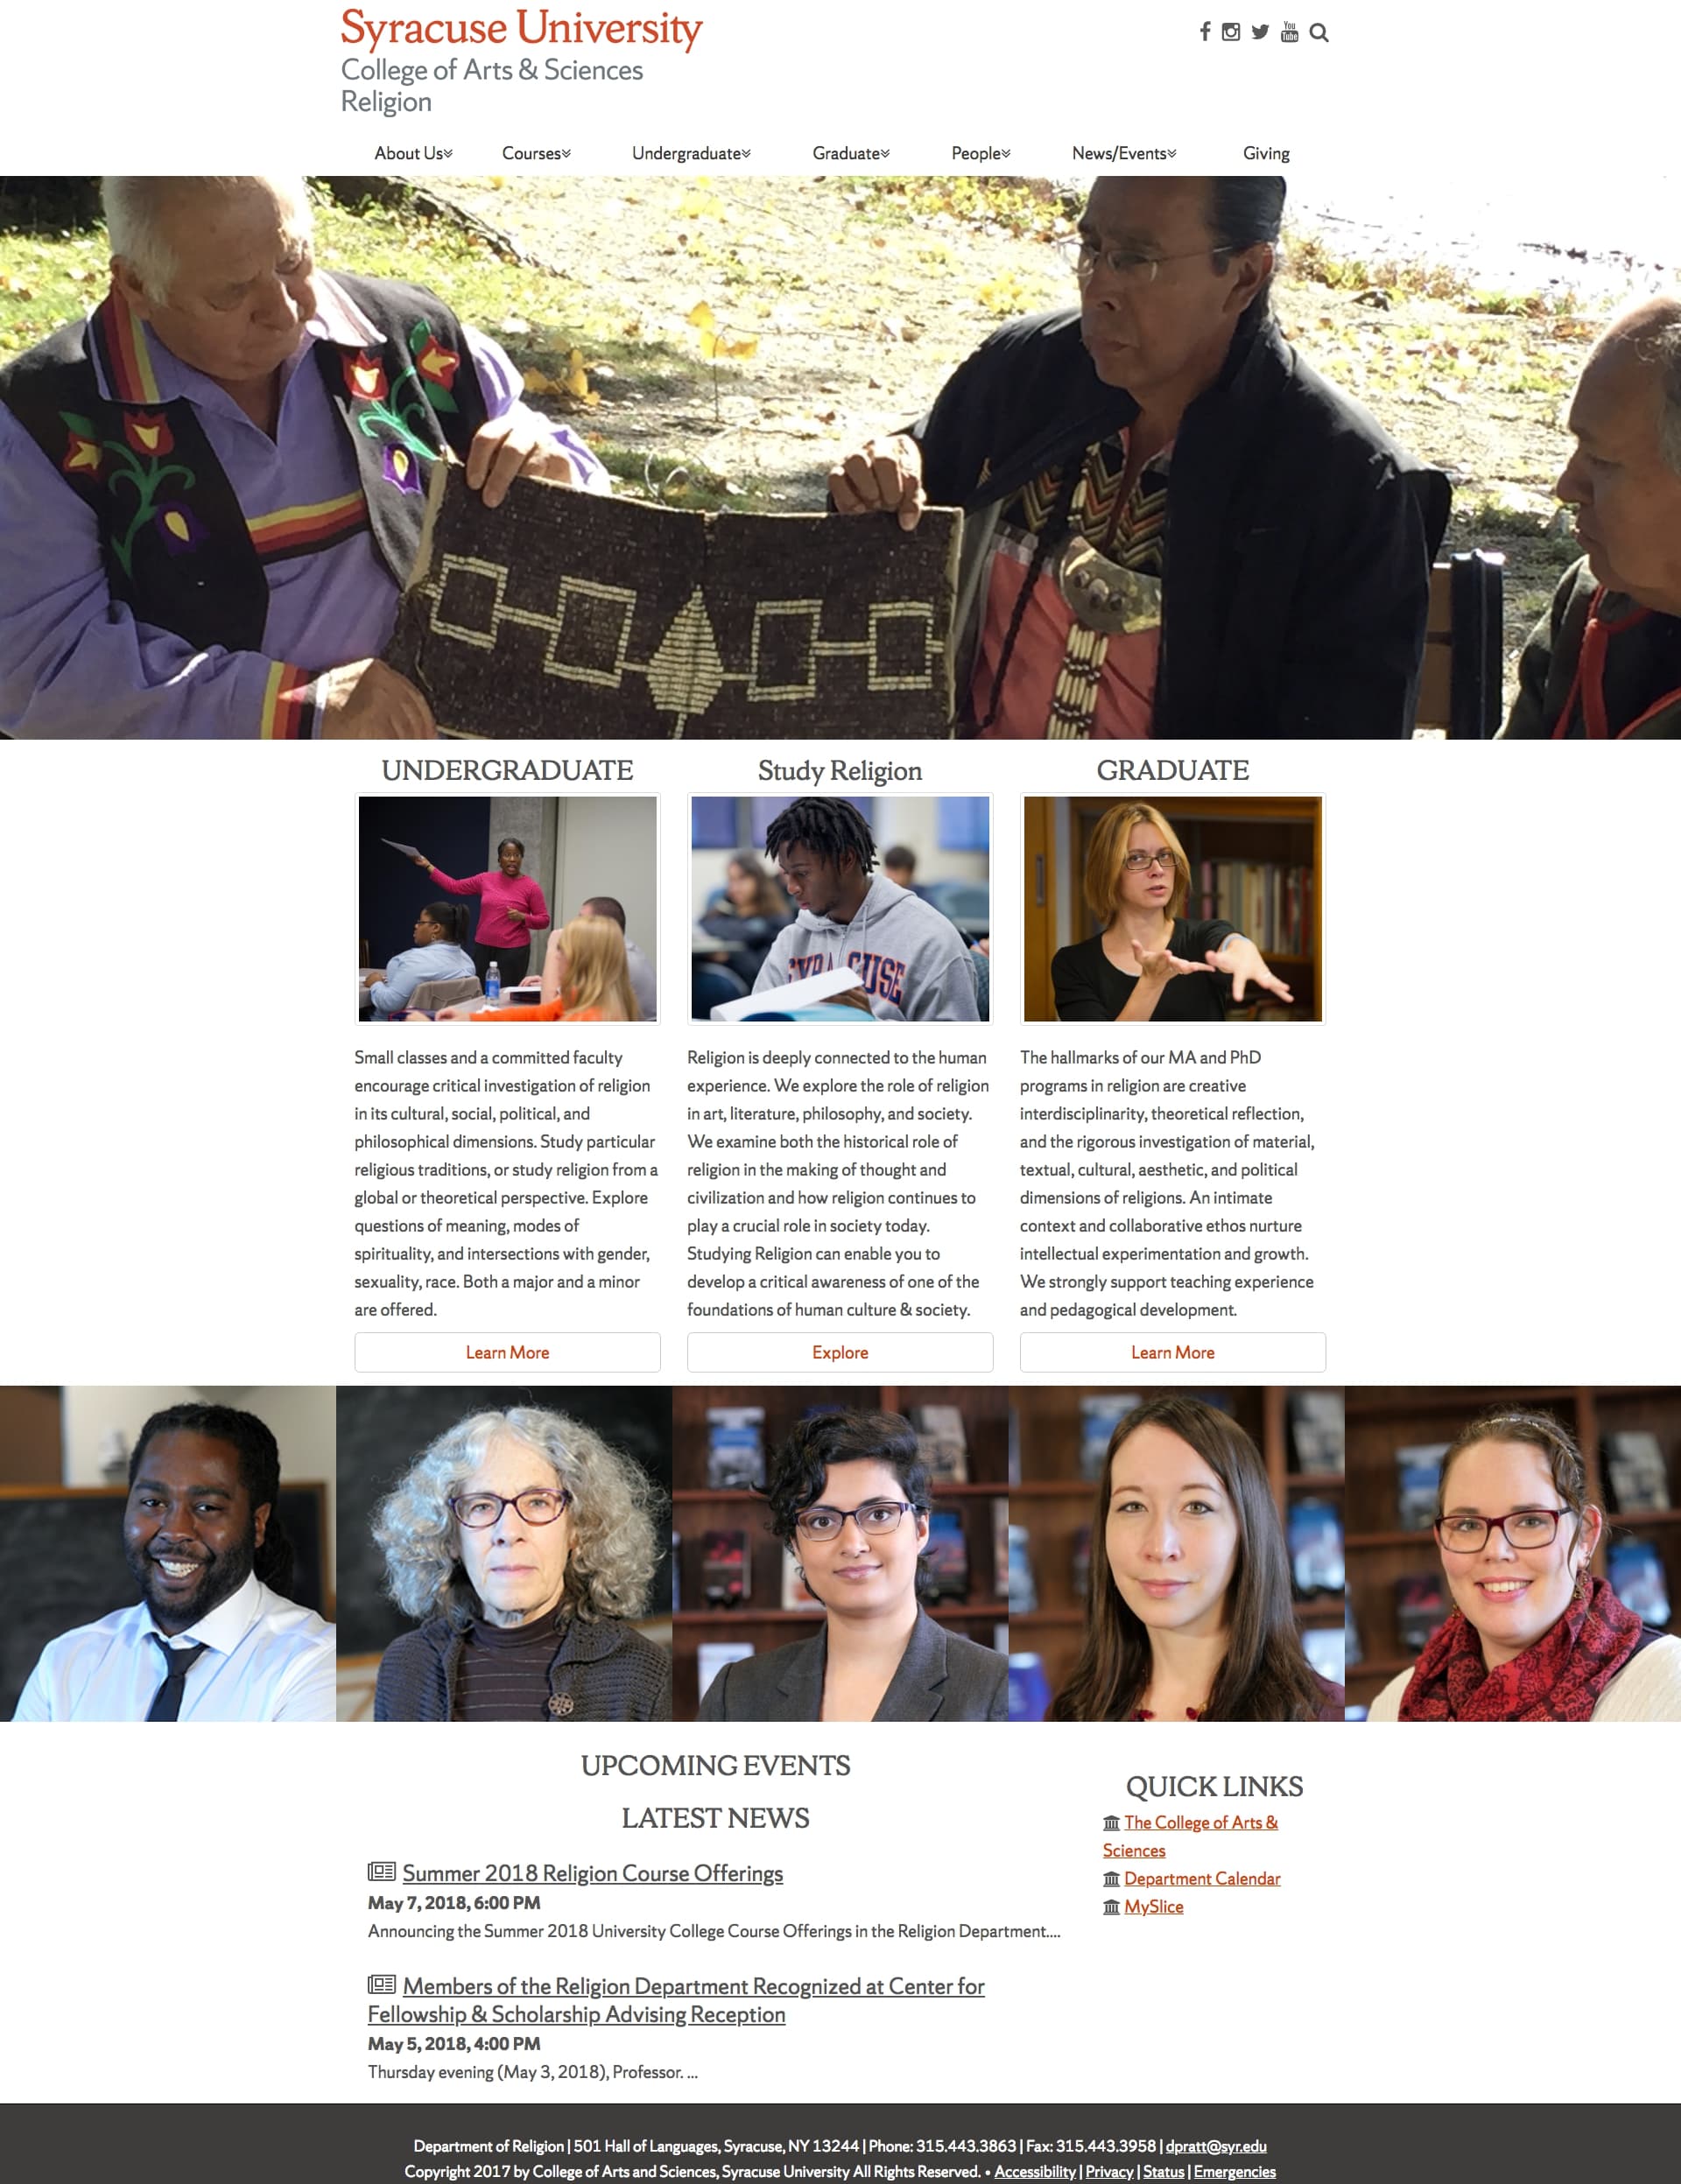 Syracuse University
College of Arts & Sciences
Religion
About Us Courses Undergraduate Graduate People News/Events Giving
UNDERGRADUATE
Study Religion
GRADUATE
SYRACUSE
Small classes and a committed faculty
encourage critical investigation of religion
in its cultural, social, political, and
philosophical dimensions. Study particular
religious traditions, or study religion from a
global or theoretical perspective. Explore
questions of meaning, modes of
spirituality, and intersections with gender,
sexuality, race. Both a major and a minor
are offered.
Learn More
Religion is deeply connected to the human
experience. We explore the role of religion
in art, literature, philosophy, and society.
We examine both the historical role of
religion in the making of thought and
civilization and how religion continues to
play a crucial role in society today.
Studying Religion can enable you to
develop a critical awareness of one of the
foundations of human culture & society.
Explore
The hallmarks of our MA and PhD
programs in religion are creative
interdisciplinarity, theoretical reflection,
and the rigorous investigation of material,
textual, cultural, aesthetic, and political
dimensions of religions. An intimate
context and collaborative ethos nurture
intellectual experimentation and growth.
We strongly support teaching experience
and pedagogical development.
Learn More
UPCOMING EVENTS
LATEST NEWS
Summer 2018 Religion Course Offerings
May 7, 2018, 6:00 PM
Announcing the Summer 2018 University College Course Offerings in the Religion Department....
Members of the Religion Department Recognized at Center for
Fellowship & Scholarship Advising Reception
May 5, 2018, 4:00 PM
Thursday evening (May 3, 2018), Professor. ...
QUICK LINKS
The College of Arts &
Sciences
Department Calendar
MySlice
Department of Religion | 501 Hall of Languages, Syracuse, NY 13244 | Phone: 315.443.3863 | Fax: 315.443.3958 | dpratt@syr.edu
Copyright 2017 by College of Arts and Sciences, Syracuse University All Rights Reserved. • Accessibility | Privacy | Status | Emergencies